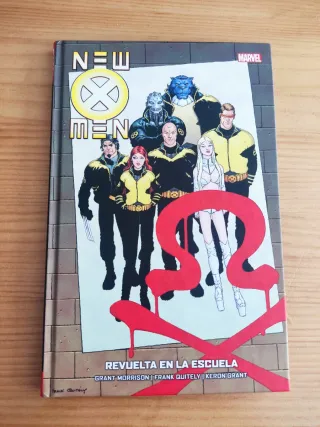 NEW
MEN
MARVEL
REVUELTA EN LA ESCUELA
GRANT MORRISON | FRANK QUITELY | KERON GRANT